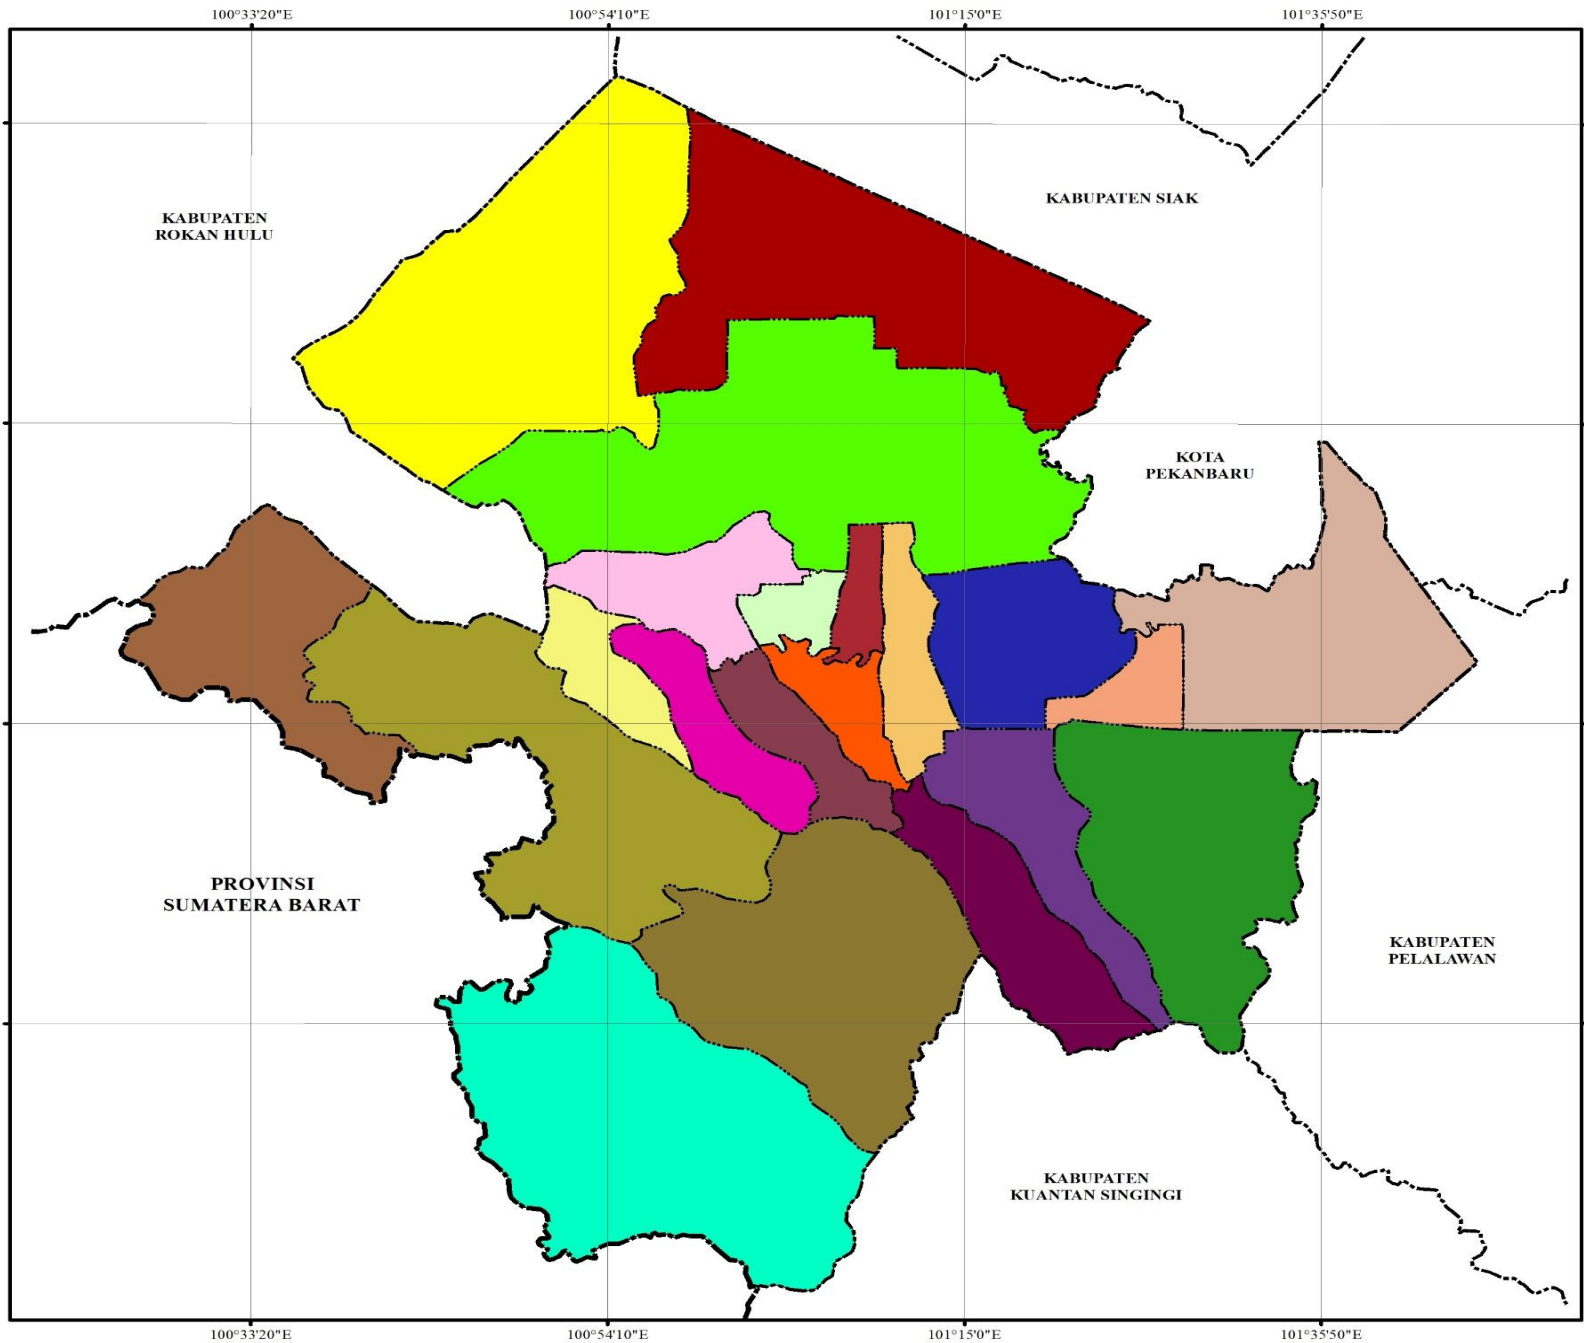 100°33'20"E
100°54'10"E
101°15'0"E
101°35'50"E
KABUPATEN
ROKAN HULU
KABUPATEN SIAK
KOTA
PEKANBARU
PROVINSI
SUMATERA BARAT
KABUPATEN
PELALAWAN
KABUPATEN
KUANTAN SINGINGI
100°33'20"E
100°54'10"E
101°15'0"E
101°35'50"E